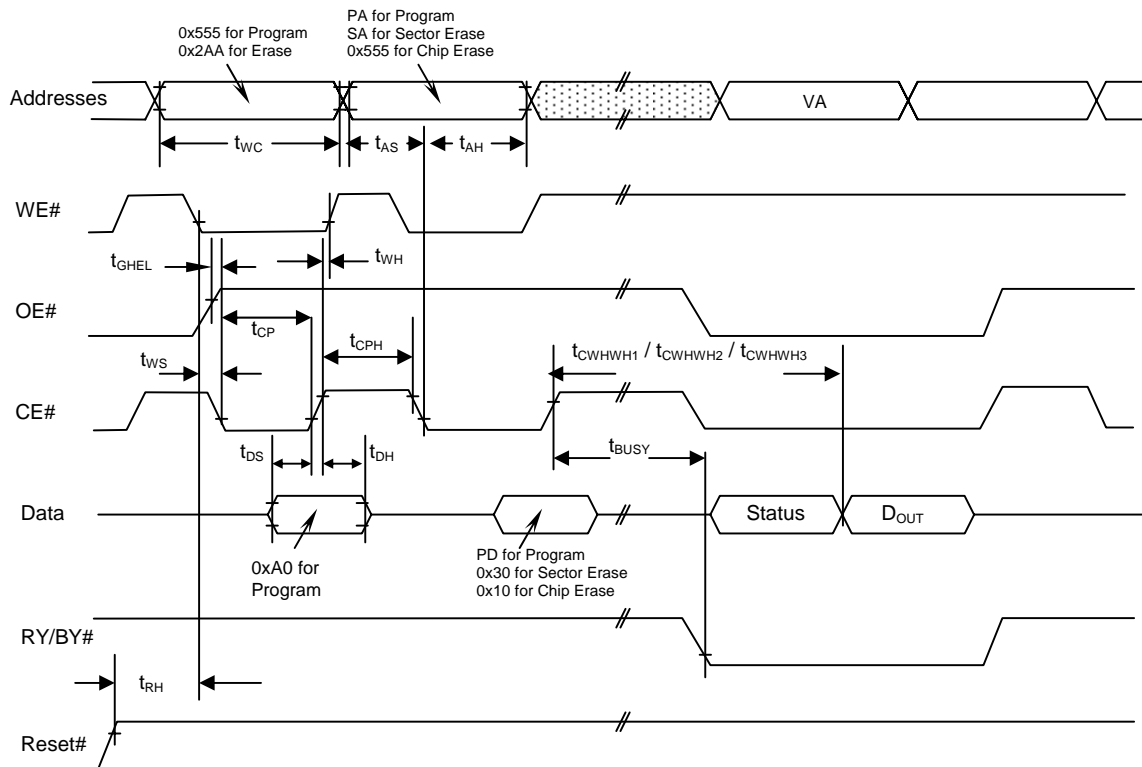 0x555 for Program
0x2AA for Erase
PA for Program
SA for Sector Erase
0x555 for Chip Erase
Addresses
VA
tWC
tAS
tAH
WE#
tGHEL
tWH
OE#
tCP
tCPH
tWS
tCWHWH1 / tCWHWH2 / tCWHWH3
CE#
tBUSY
tDS
tDH
Data
Status
DOUT
0xA0 for
Program
PD for Program
0x30 for Sector Erase
0x10 for Chip Erase
RY/BY#
tRH
Reset#